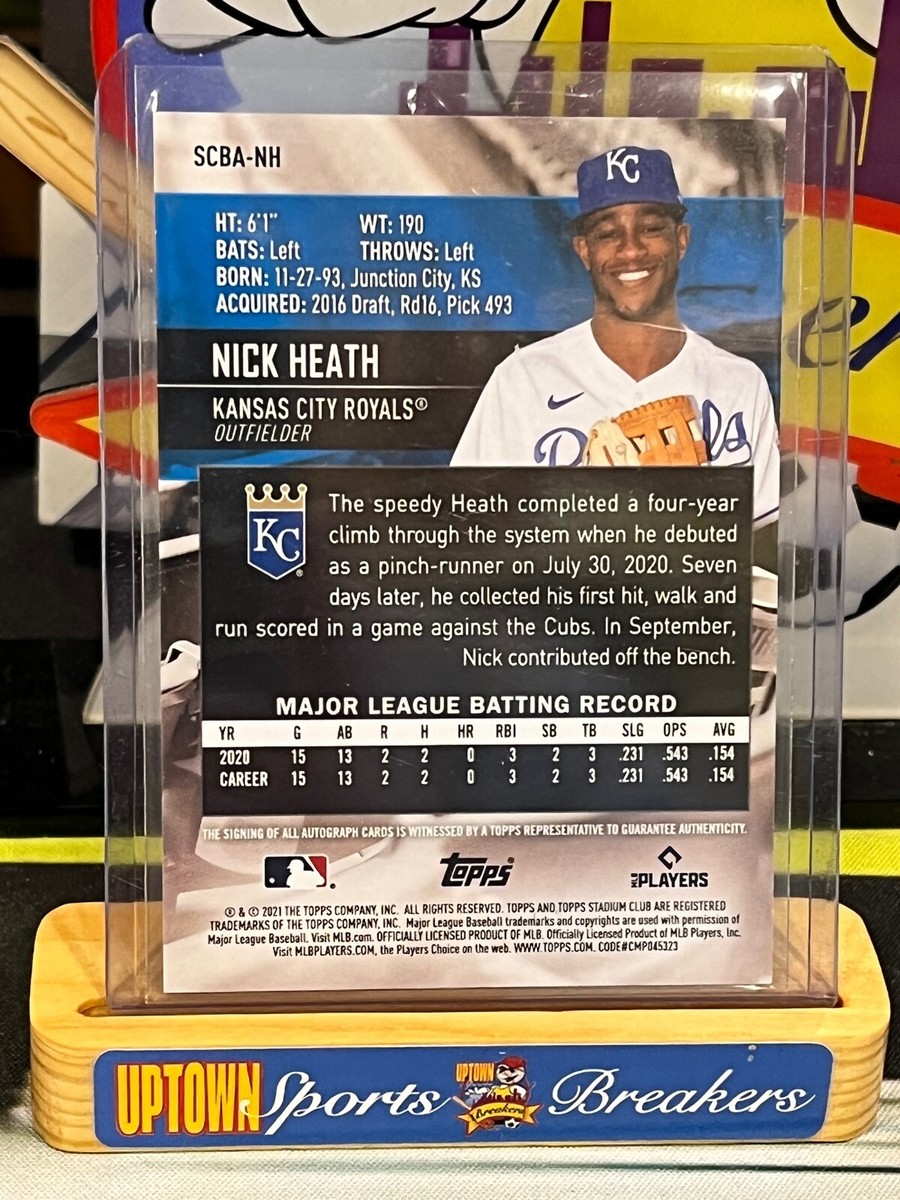 SCBA-NH
KC
HT: 6'1" WT: 190
BATS: Left THROWS: Left
BORN: 11-27-93, Junction City, KS
ACQUIRED: 2016 Draft, Rd16, Pick 493
NICK HEATH
KANSAS CITY ROYALS®
OUTFIELDER
KC
The speedy Heath completed a four-year
climb through the system when he debuted
as a pinch-runner on July 30, 2020. Seven
days later, he collected his first hit, walk and
run scored in a game against the Cubs. In September,
Nick contributed off the bench.
MAJOR LEAGUE BATTING RECORD
YR G AB R H HR RBI SB TB SLG OPS AVG
2020 15 13 2 2 0 3 2 3 .231 .543 .154
CAREER 15 13 2 2 0 3 2 3 .231 .543 .154
THE SIGNING OF ALL AUTOGRAPH CARDS IS WITNESSED BY A TOPPS REPRESENTATIVE TO GUARANTEE AUTHENTICITY.
topps MLB PLAYERS
® & © 2021 THE TOPPS COMPANY, INC. ALL RIGHTS RESERVED. TOPPS AND TOPPS STADIUM CLUB ARE REGISTERED
TRADEMARKS OF THE TOPPS COMPANY, INC. Major League Baseball trademarks and copyrights are used with permission of
Major League Baseball. Visit MLB.com. OFFICIALLY LICENSED PRODUCT OF MLB. Officially Licensed Product of MLB Players, Inc.
Visit MLBPLAYERS.COM, the Players Choice on the web. WWW.TOPPS.COM. CODE#CMP045323
UPTOWN Sports UPTOWN Breakers Breakers